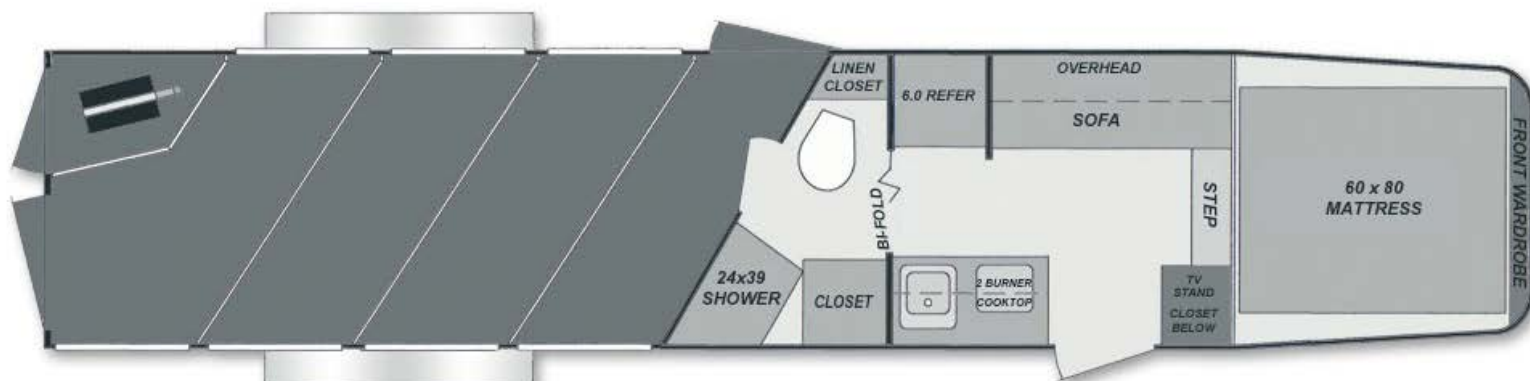 LINEN
CLOSET
6.0 REFER
OVERHEAD
SOFA
BI-FOLD
STEP
60 x 80
MATTRESS
FRONT WARDROBE
24x39
SHOWER
CLOSET
2 BURNER
COOKTOP
TV
STAND
CLOSET
BELOW